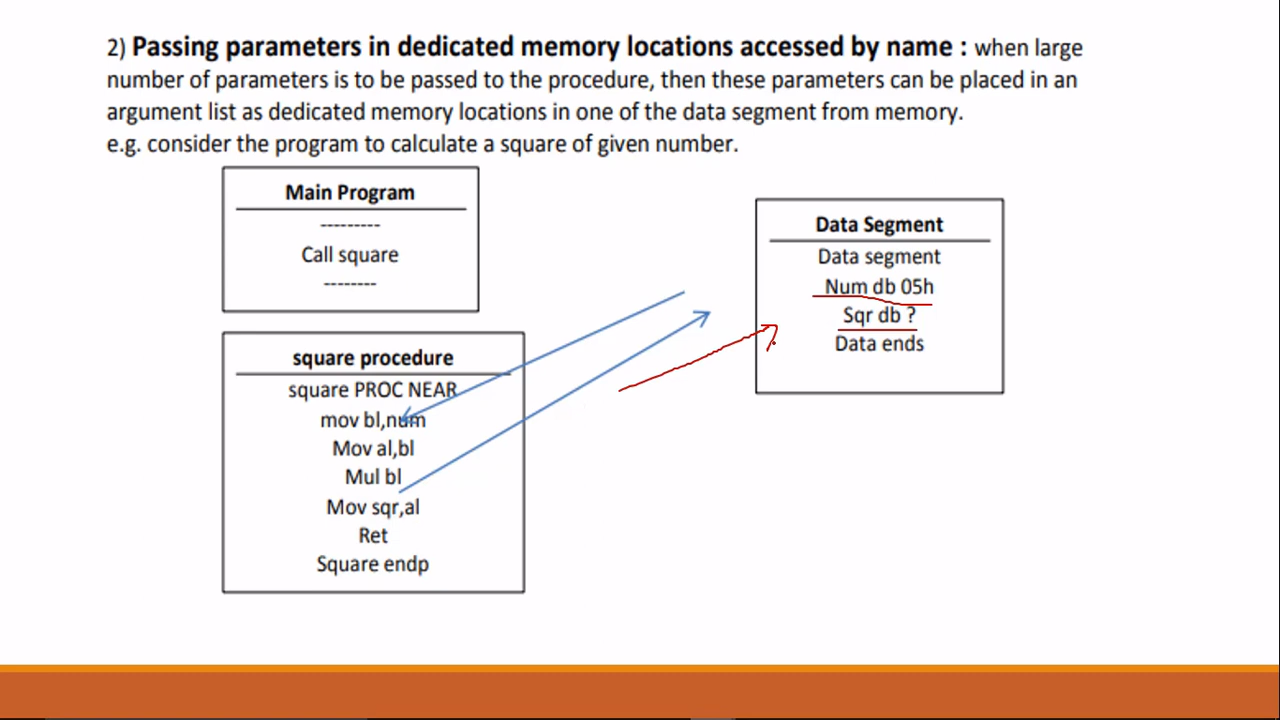 2) Passing parameters in dedicated memory locations accessed by name : when large
number of parameters is to be passed to the procedure, then these parameters can be placed in an
argument list as dedicated memory locations in one of the data segment from memory.
e.g. consider the program to calculate a square of given number.
Main Program
---------
Call square
--------
square procedure
square PROC NEAR
mov bl,num
Mov al,bl
Mul bl
Mov sqr,al
Ret
Square endp
Data Segment
Data segment
Num db 05h
Sqr db ?
Data ends